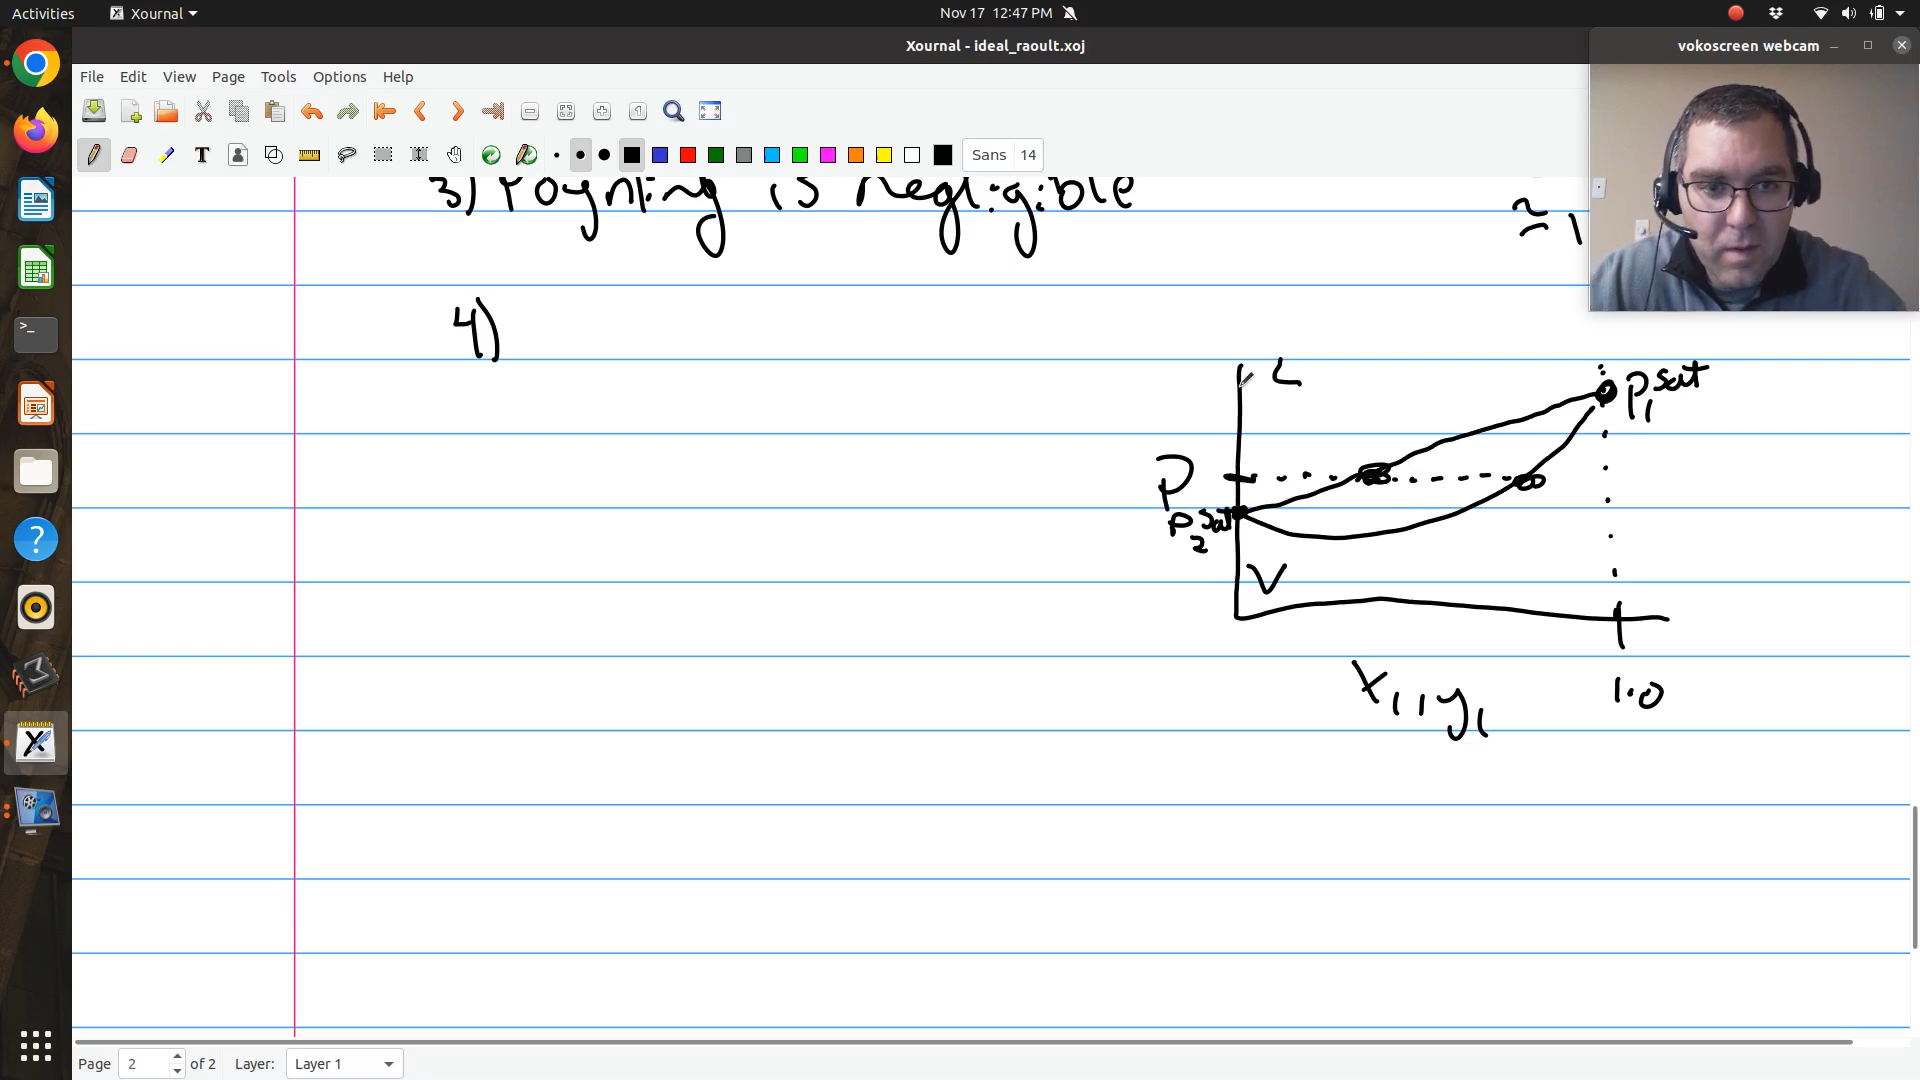 Activities Xournal Nov 17 12:47 PM
Xournal - ideal_raoult.xoj
vokoscreen webcam
File Edit View Page Tools Options Help
Sans 14
3) Poynting is negligible
≈ 1
4)
L
P₁ˢᵃᵗ
P
P₂ˢᵃᵗ
V
x₁, y₁
1.0
Page 2 of 2 Layer: Layer 1